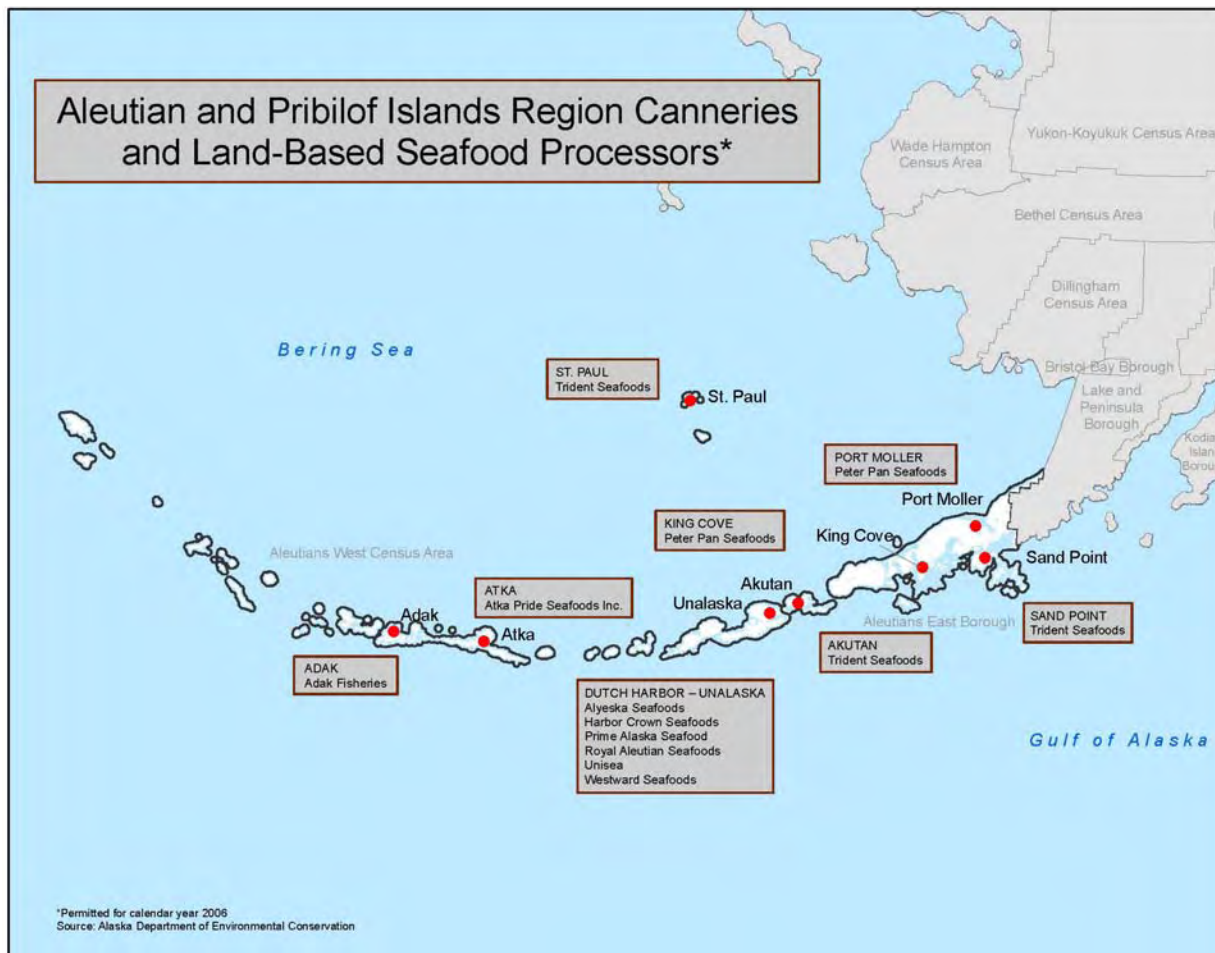 Aleutian and Pribilof Islands Region Canneries
and Land-Based Seafood Processors*
Wade Hampton
Census Area
Yukon-Koyukuk Census Area
Bethel Census Area
Dillingham
Census Area
Bristol Bay Borough
Lake and
Peninsula
Borough
Kodiak
Island
Borough
Bering Sea
ST. PAUL
Trident Seafoods
St. Paul
PORT MOLLER
Peter Pan Seafoods
Port Moller
KING COVE
Peter Pan Seafoods
King Cove
Sand Point
Aleutians West Census Area
ATKA
Atka Pride Seafoods Inc.
Akutan
Unalaska
Adak
Atka
Aleutians East Borough
SAND POINT
Trident Seafoods
AKUTAN
Trident Seafoods
ADAK
Adak Fisheries
DUTCH HARBOR – UNALASKA
Alyeska Seafoods
Harbor Crown Seafoods
Prime Alaska Seafood
Royal Aleutian Seafoods
Unisea
Westward Seafoods
Gulf of Alaska
*Permitted for calendar year 2006
Source: Alaska Department of Environmental Conservation